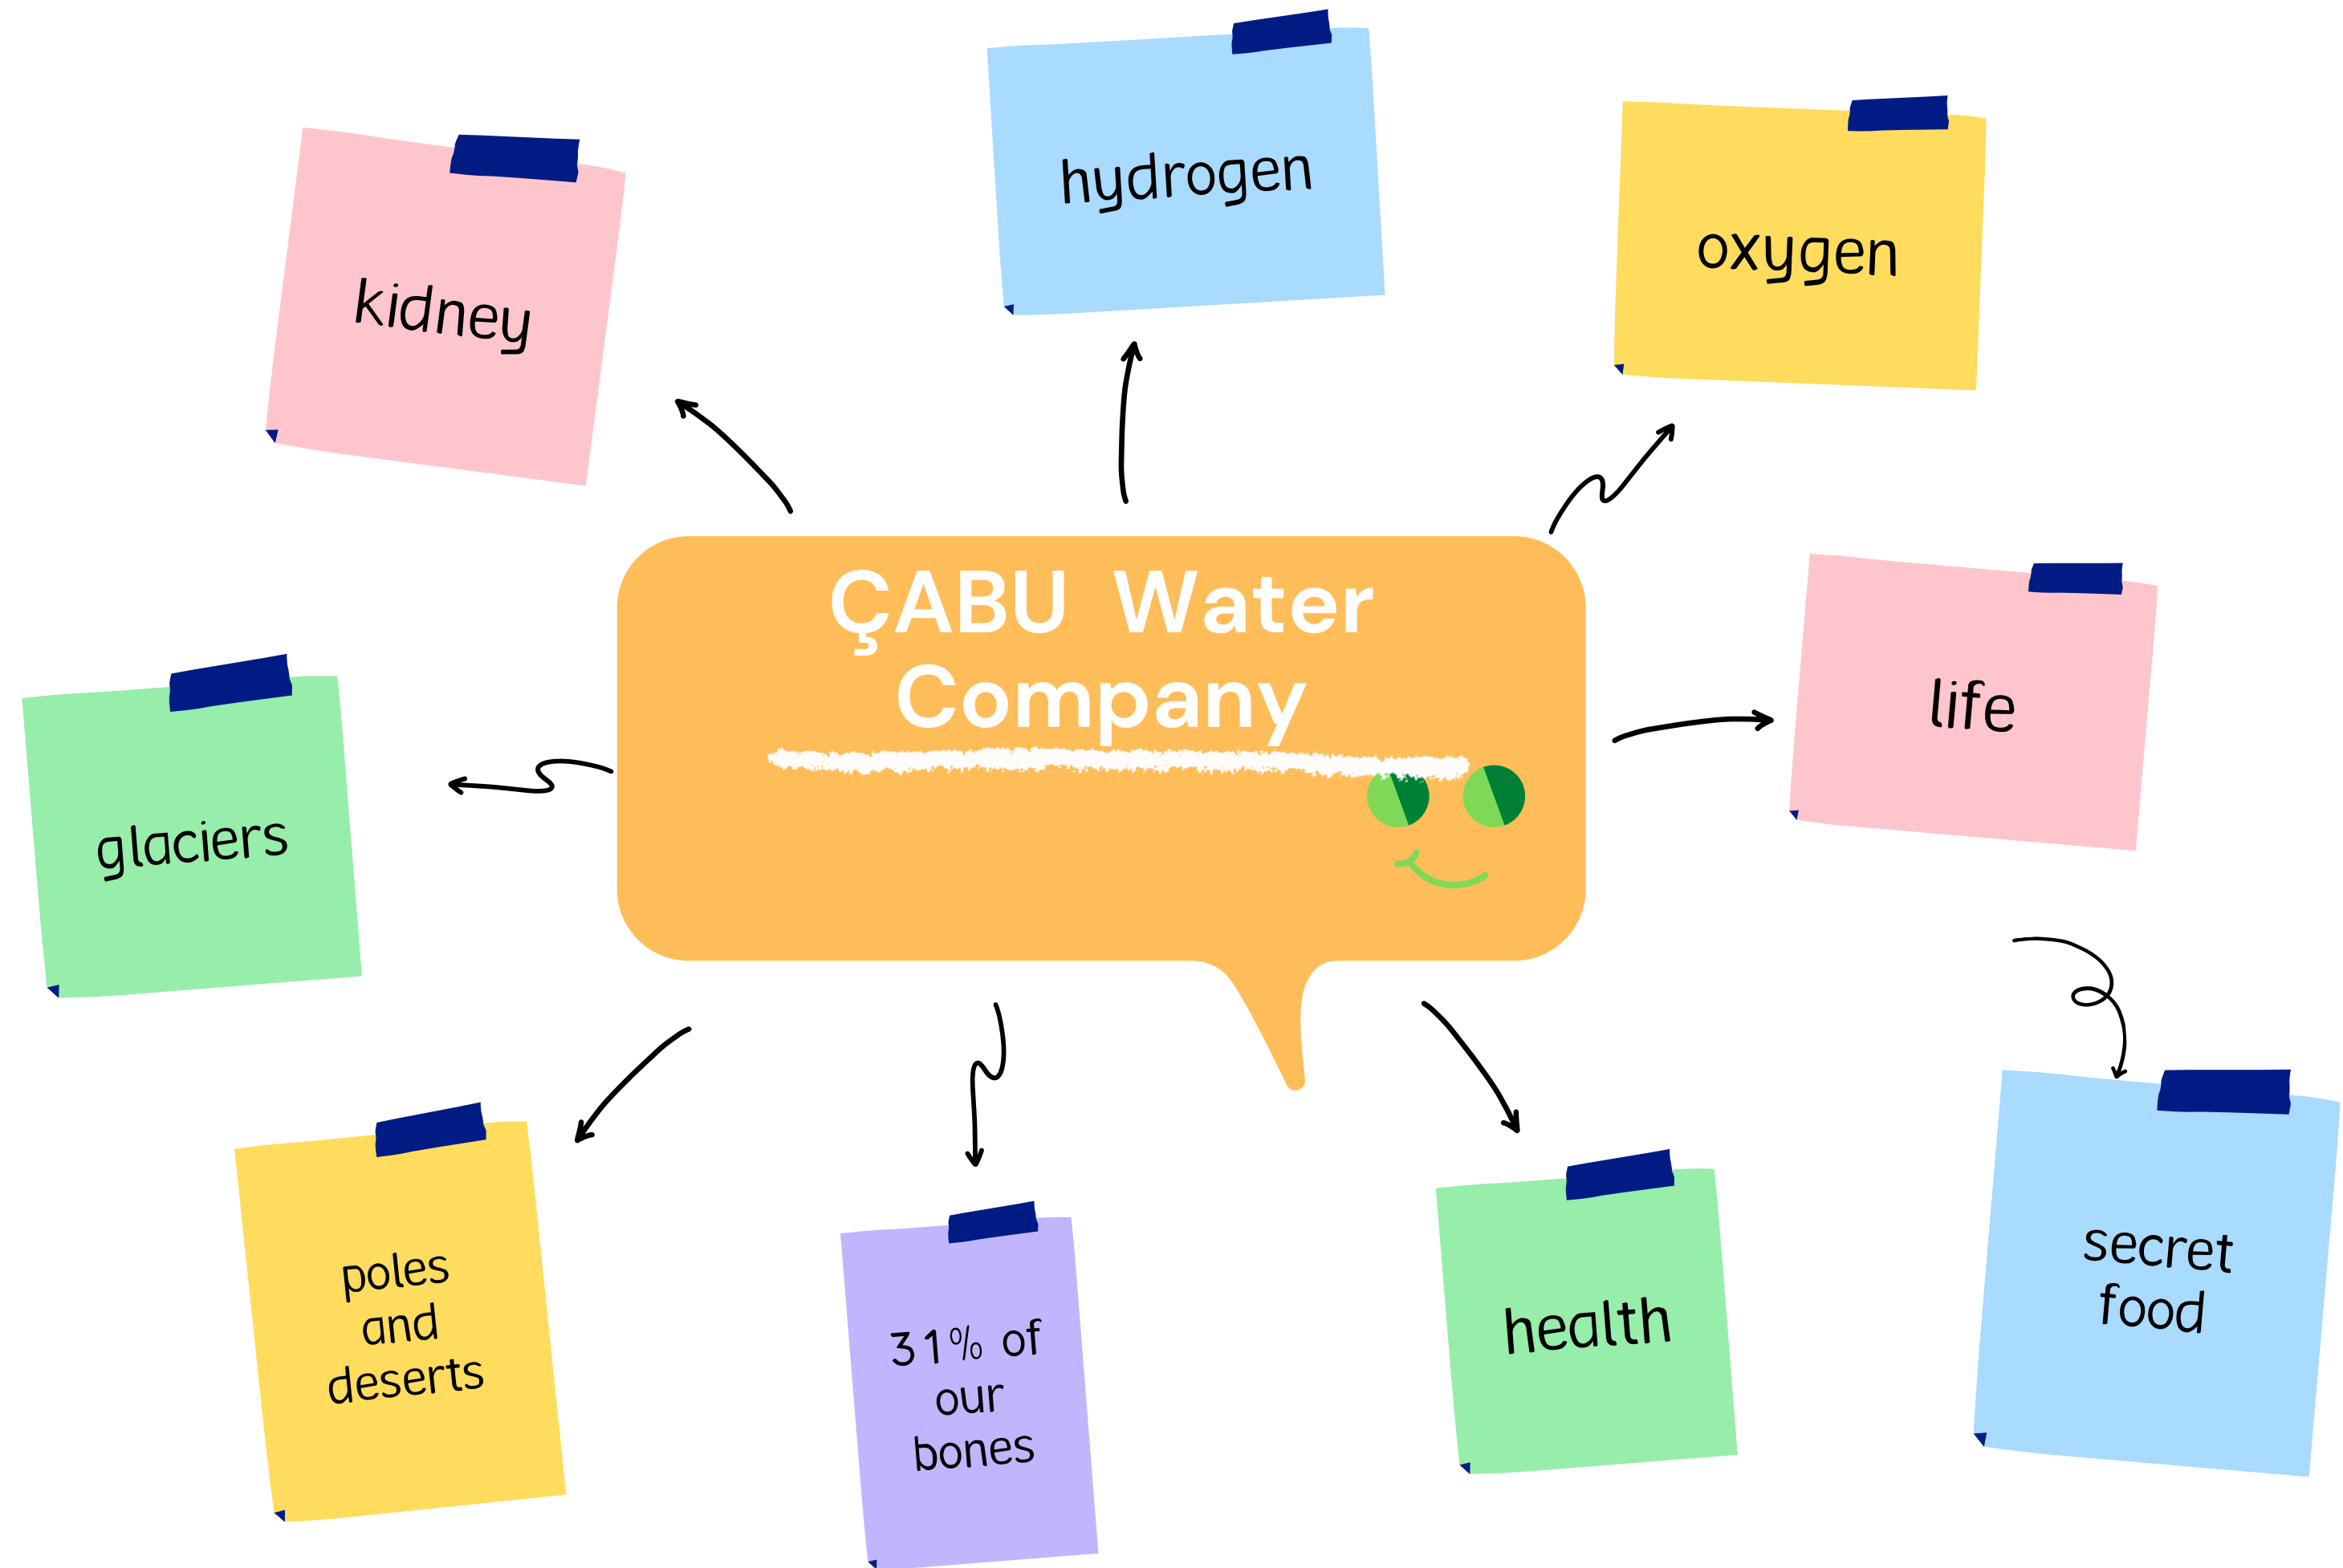 kidney
hydrogen
oxygen
ÇABU Water
Company
life
glaciers
poles
and
deserts
31% of
our
bones
health
secret
food